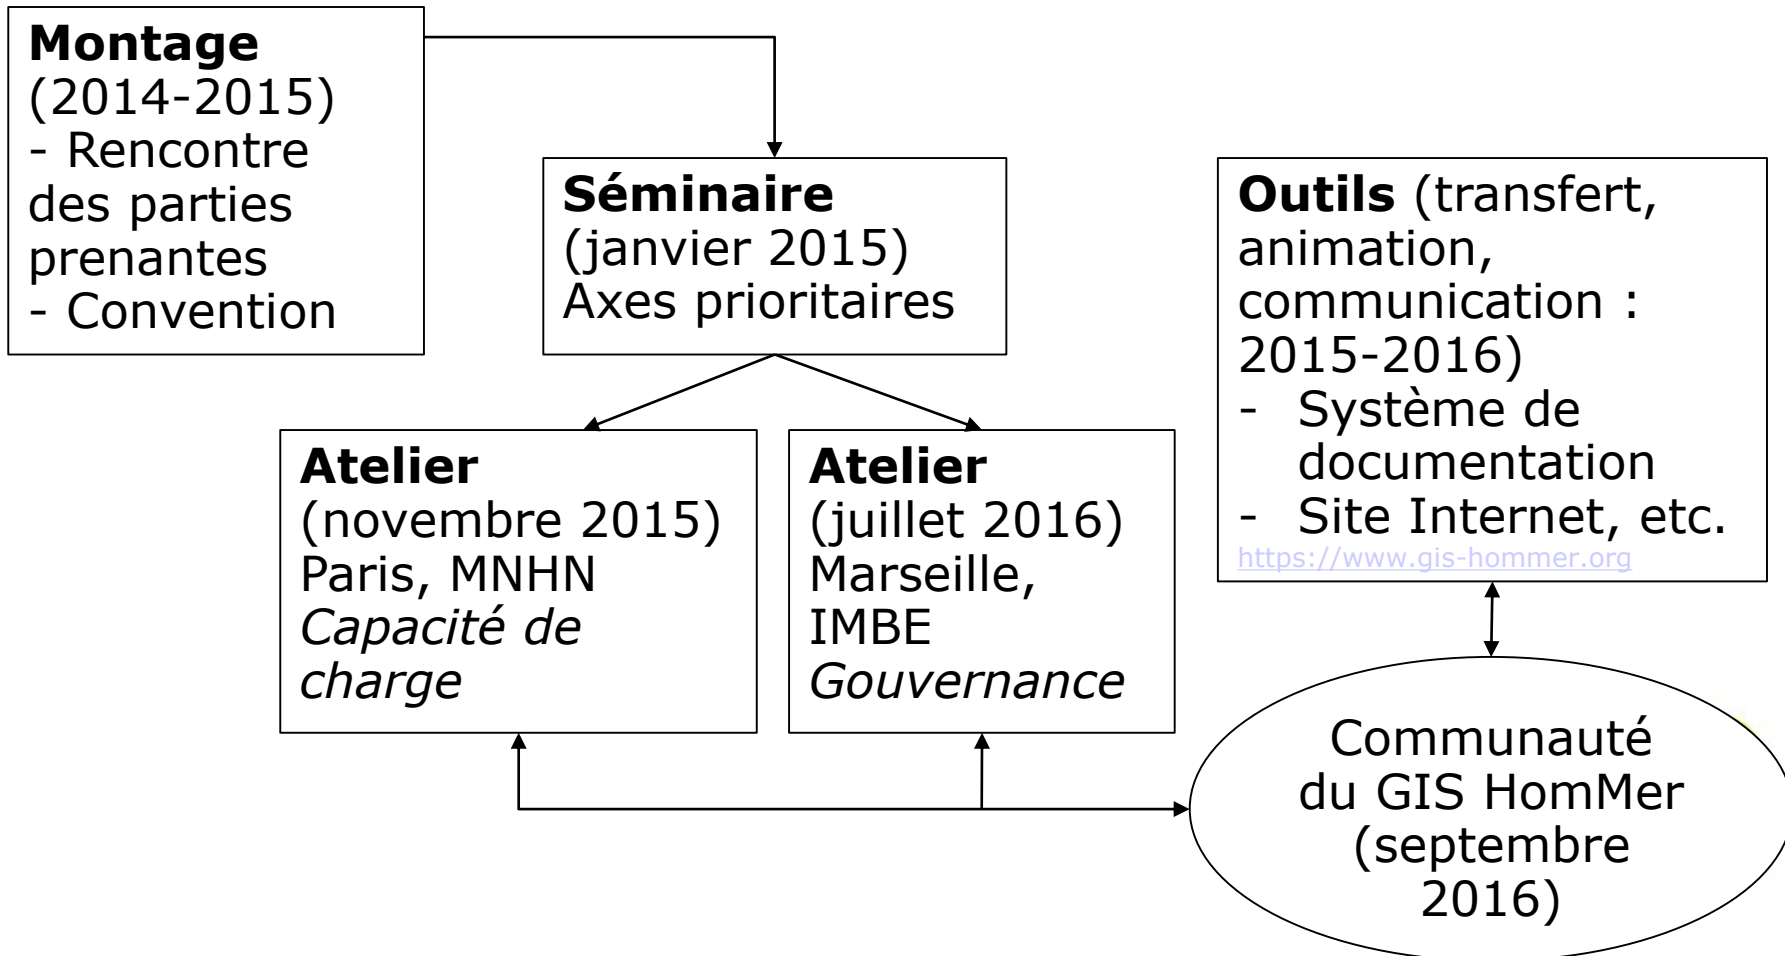 Montage
(2014-2015)
- Rencontre
des parties
prenantes
- Convention
Séminaire
(janvier 2015)
Axes prioritaires
Outils (transfert,
animation,
communication :
2015-2016)
- Système de
documentation
- Site Internet, etc.
https://www.gis-hommer.org
Atelier
(novembre 2015)
Paris, MNHN
Capacité de
charge
Atelier
(juillet 2016)
Marseille,
IMBE
Gouvernance
Communauté
du GIS HomMer
(septembre
2016)